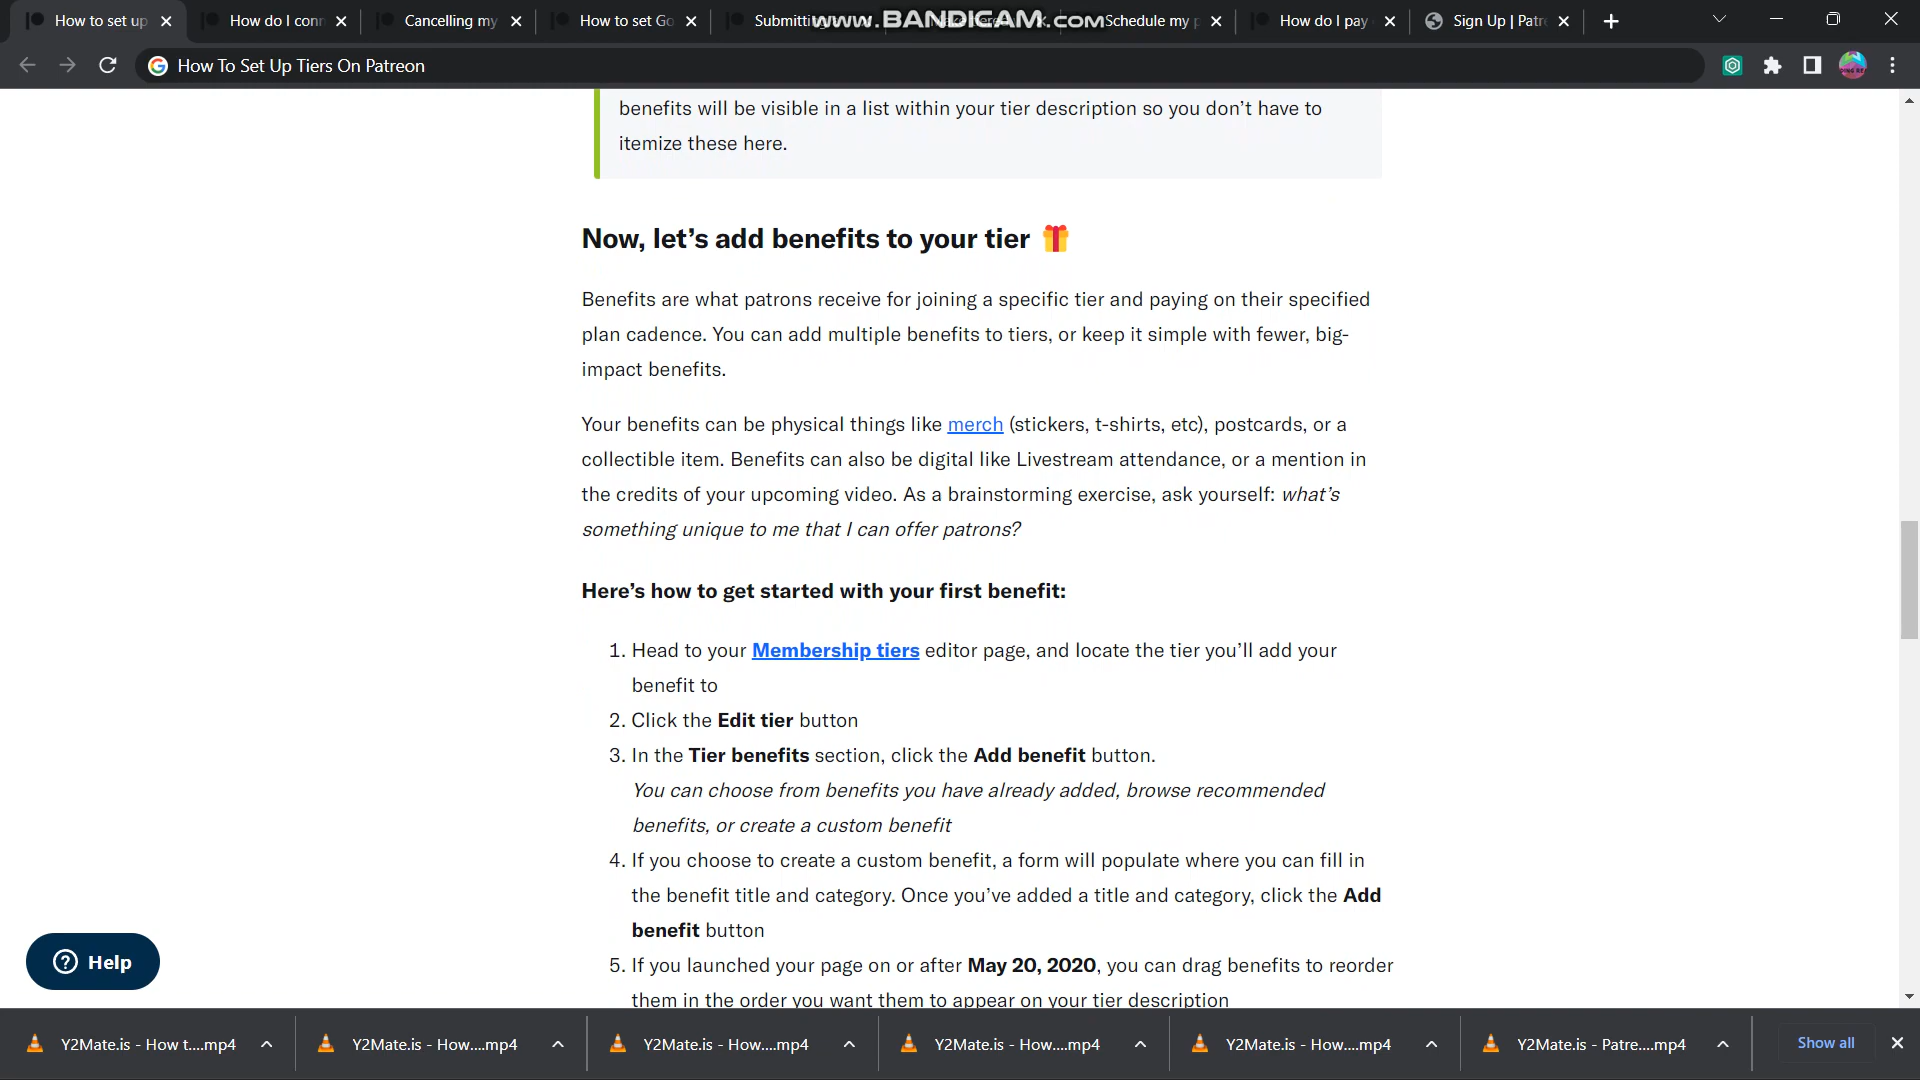 How to set up
How do I conn
Cancelling my
How to set Go
Submitting
www.BANDICAM.com
Schedule my p
How do I pay
Sign Up | Patr
How To Set Up Tiers On Patreon
benefits will be visible in a list within your tier description so you don’t have to
itemize these here.
Now, let’s add benefits to your tier
Benefits are what patrons receive for joining a specific tier and paying on their specified
plan cadence. You can add multiple benefits to tiers, or keep it simple with fewer, big-
impact benefits.
Your benefits can be physical things like merch (stickers, t-shirts, etc), postcards, or a
collectible item. Benefits can also be digital like Livestream attendance, or a mention in
the credits of your upcoming video. As a brainstorming exercise, ask yourself: what’s
something unique to me that I can offer patrons?
Here’s how to get started with your first benefit:
1. Head to your Membership tiers editor page, and locate the tier you’ll add your
benefit to
2. Click the Edit tier button
3. In the Tier benefits section, click the Add benefit button.
You can choose from benefits you have already added, browse recommended
benefits, or create a custom benefit
4. If you choose to create a custom benefit, a form will populate where you can fill in
the benefit title and category. Once you’ve added a title and category, click the Add
benefit button
5. If you launched your page on or after May 20, 2020, you can drag benefits to reorder
them in the order you want them to appear on your tier description
Help
Y2Mate.is - How t....mp4
Y2Mate.is - How....mp4
Y2Mate.is - How....mp4
Y2Mate.is - How....mp4
Y2Mate.is - How....mp4
Y2Mate.is - Patre....mp4
Show all